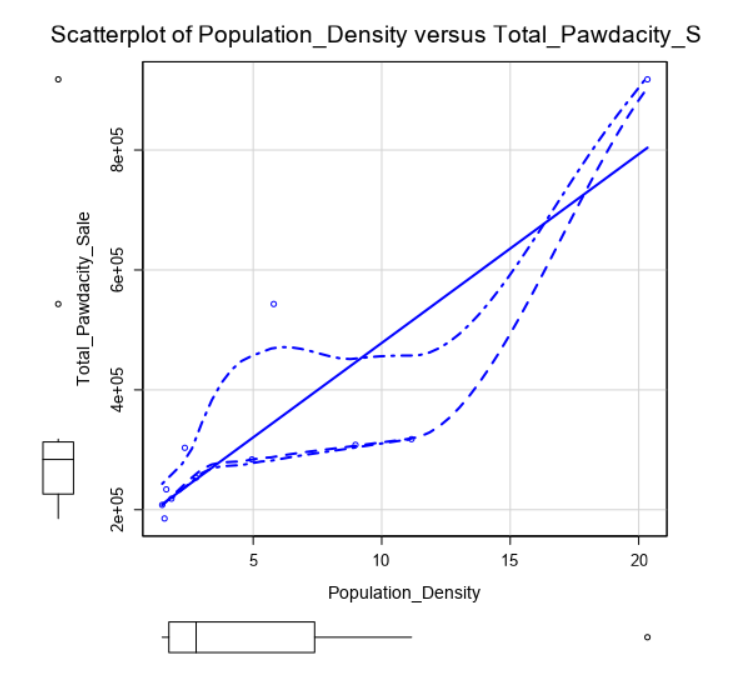 Scatterplot of Population_Density versus Total_Pawdacity_S
Total_Pawdacity_Sale
8e+05
6e+05
4e+05
2e+05
5 10 15 20
Population_Density